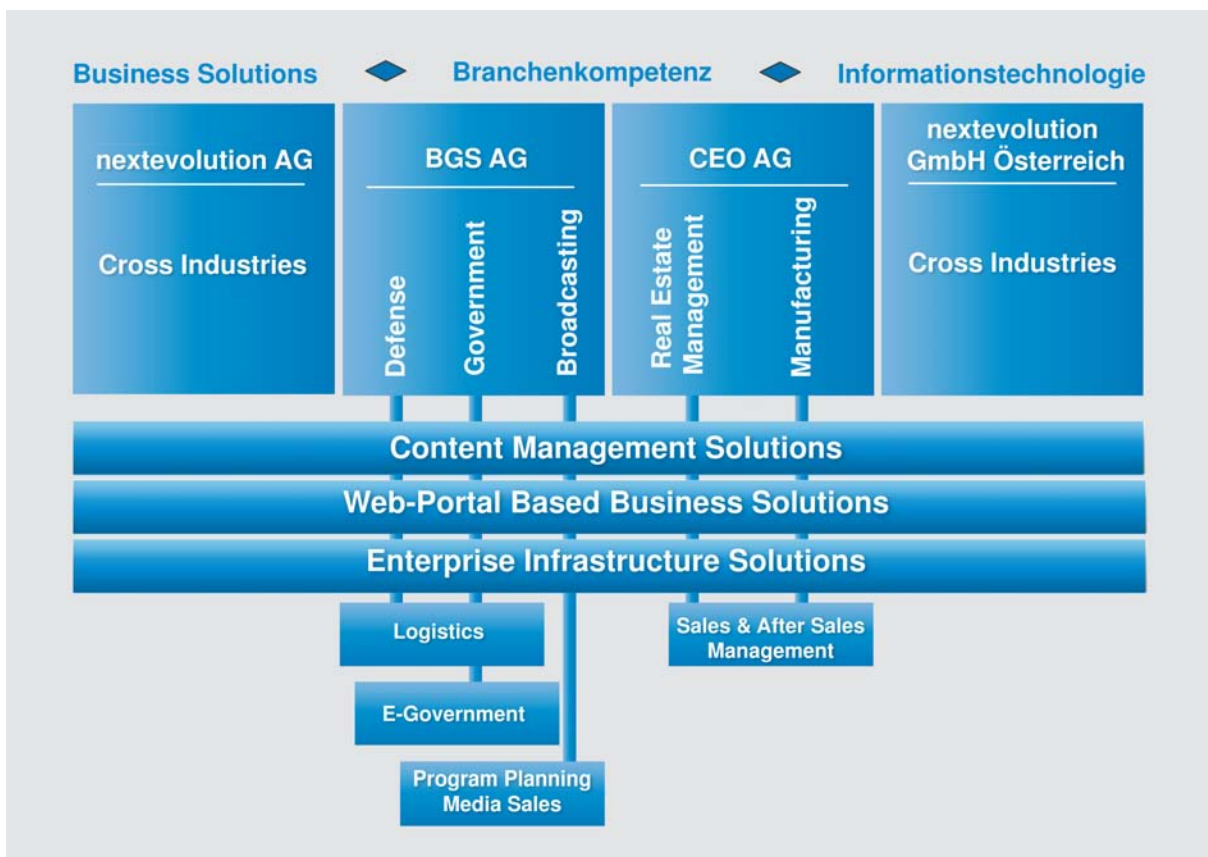 Business Solutions
Branchenkompetenz
Informationstechnologie
nextevolution AG
Cross Industries
BGS AG
Defense
Government
Broadcasting
CEO AG
Real Estate
Management
Manufacturing
nextevolution
GmbH Österreich
Cross Industries
Content Management Solutions
Web-Portal Based Business Solutions
Enterprise Infrastructure Solutions
Logistics
Sales & After Sales
Management
E-Government
Program Planning
Media Sales